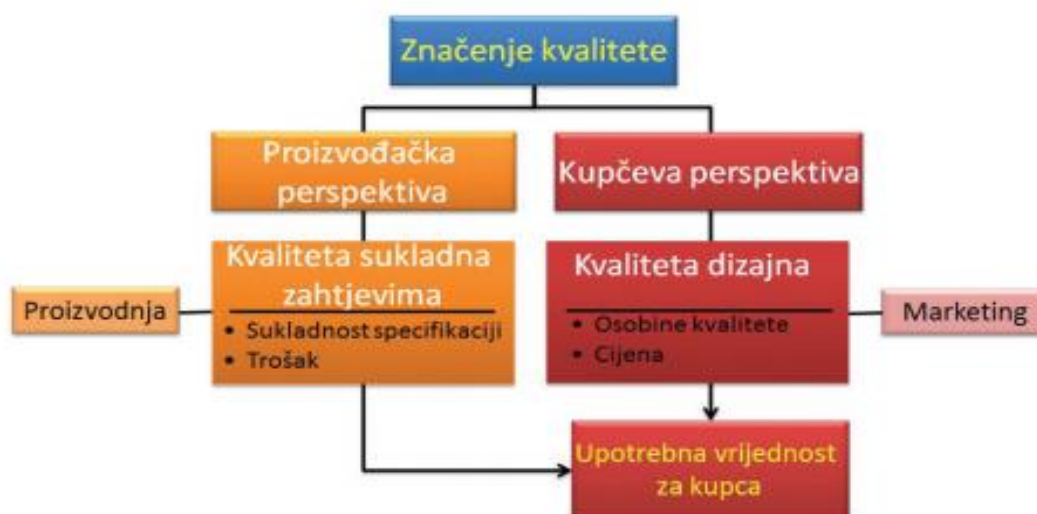 Značenje kvalitete
Proizvođačka
perspektiva
Kupčeva perspektiva
Kvaliteta sukladna
zahtjevima
• Sukladnost specifikaciji
• Trošak
Kvaliteta dizajna
• Osobine kvalitete
• Cijena
Proizvodnja
Marketing
Upotrebna vrijednost
za kupca